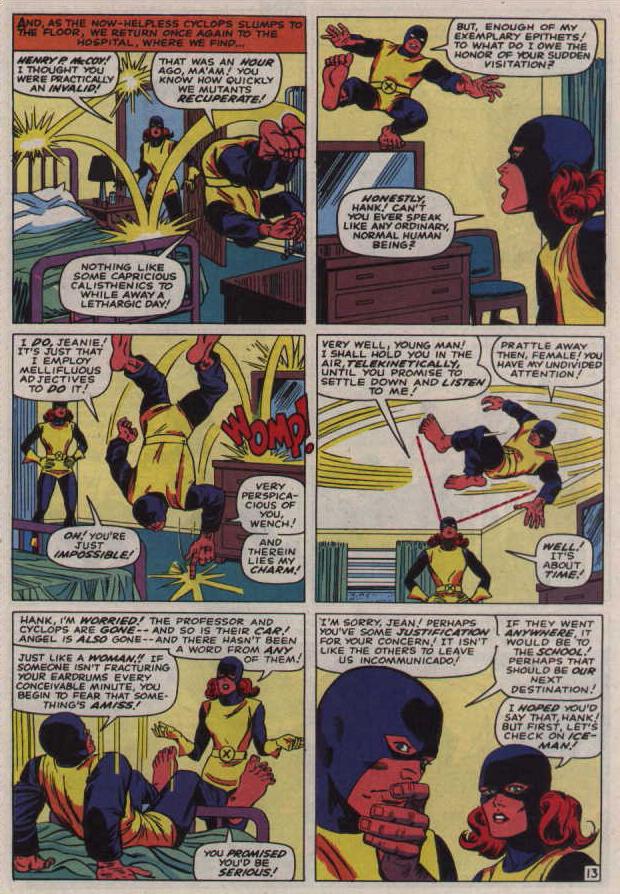 AND, AS THE NOW-HELPLESS CYCLOPS SLUMPS TO
THE FLOOR, WE RETURN ONCE AGAIN TO THE
HOSPITAL, WHERE WE FIND...
HENRY P. McCOY!
I THOUGHT YOU
WERE PRACTICALLY
AN INVALID!
THAT WAS AN HOUR
AGO, MA'AM! YOU
KNOW HOW QUICKLY
WE MUTANTS
RECUPERATE!
NOTHING LIKE
SOME CAPRICIOUS
CALISTHENICS TO
WHILE AWAY A
LETHARGIC DAY!
BUT, ENOUGH OF MY
EXEMPLARY EPITHETS!
TO WHAT DO I OWE THE
HONOR OF YOUR SUDDEN
VISITATION?
HONESTLY,
HANK! CAN'T
YOU EVER SPEAK
LIKE ANY ORDINARY,
NORMAL HUMAN
BEING?
I DO, JEANIE!
IT'S JUST THAT
I EMPLOY
MELLIFLUOUS
ADJECTIVES
TO DO IT!
WOMP!
OH! YOU'RE
JUST
IMPOSSIBLE!
VERY
PERSPICA-
CIOUS OF
YOU,
WENCH!
AND
THEREIN
LIES MY
CHARM!
VERY WELL, YOUNG MAN!
I SHALL HOLD YOU IN THE
AIR, TELEKINETICALLY,
UNTIL YOU PROMISE TO
SETTLE DOWN AND LISTEN
TO ME!
PRATTLE AWAY
THEN, FEMALE! YOU
HAVE MY UNDIVIDED
ATTENTION!
WELL!
IT'S
ABOUT
TIME!
HANK, I'M WORRIED! THE PROFESSOR AND
CYCLOPS ARE GONE-- AND SO IS THEIR CAR!
ANGEL IS ALSO GONE-- AND THERE HASN'T BEEN
A WORD FROM ANY
OF THEM!
JUST LIKE A WOMAN!! IF
SOMEONE ISN'T FRACTURING
YOUR EARDRUMS EVERY
CONCEIVABLE MINUTE, YOU
BEGIN TO FEAR THAT SOME-
THING'S AMISS!
YOU PROMISED
YOU'D BE
SERIOUS!
I'M SORRY, JEAN! PERHAPS
YOU'VE SOME JUSTIFICATION
FOR YOUR CONCERN! IT ISN'T
LIKE THE OTHERS TO LEAVE
US INCOMMUNICADO!
IF THEY WENT
ANYWHERE, IT
WOULD BE TO
THE SCHOOL!
PERHAPS THAT
SHOULD BE OUR
NEXT
DESTINATION!
I HOPED YOU'D
SAY THAT, HANK!
BUT FIRST, LET'S
CHECK ON ICE-
MAN!
13